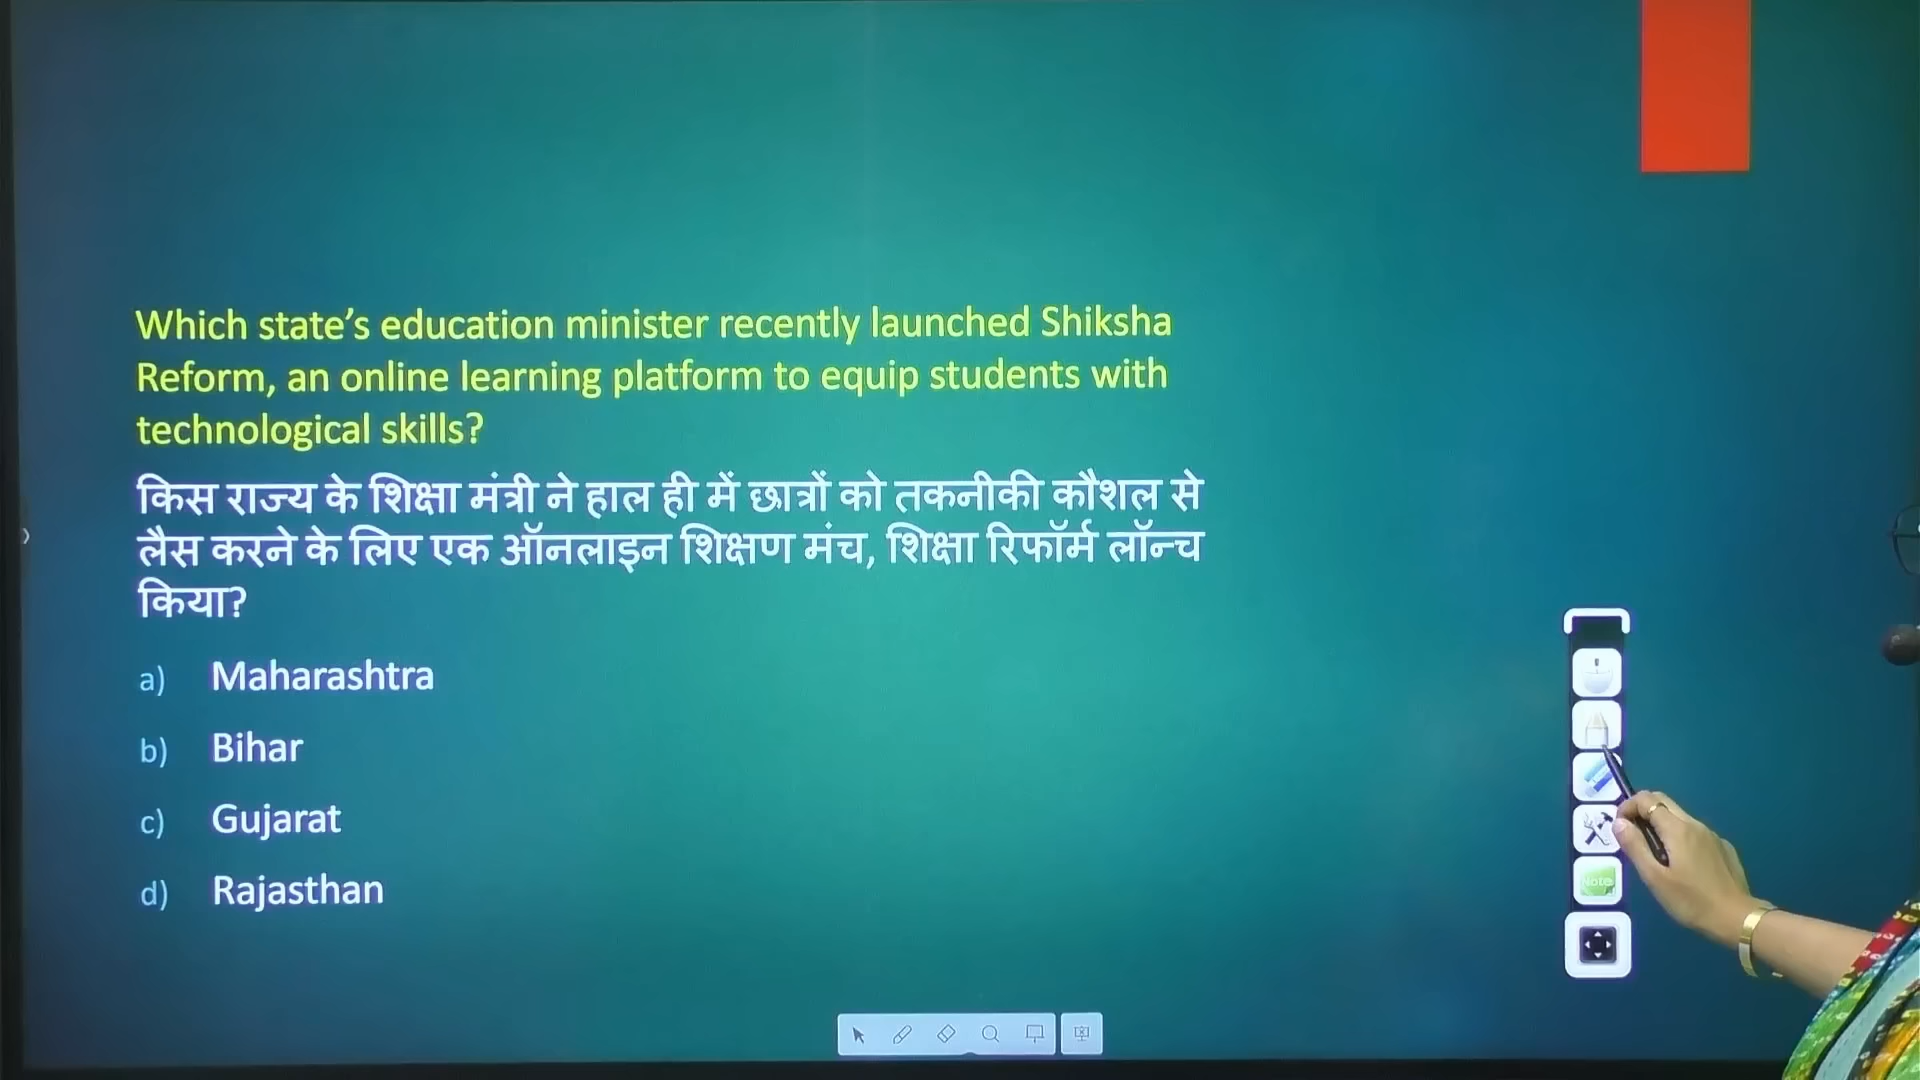 Which state’s education minister recently launched Shiksha
Reform, an online learning platform to equip students with
technological skills?
किस राज्य के शिक्षा मंत्री ने हाल ही में छात्रों को तकनीकी कौशल से
लैस करने के लिए एक ऑनलाइन शिक्षण मंच, शिक्षा रिफॉर्म लॉन्च
किया?
a) Maharashtra
b) Bihar
c) Gujarat
d) Rajasthan
Note